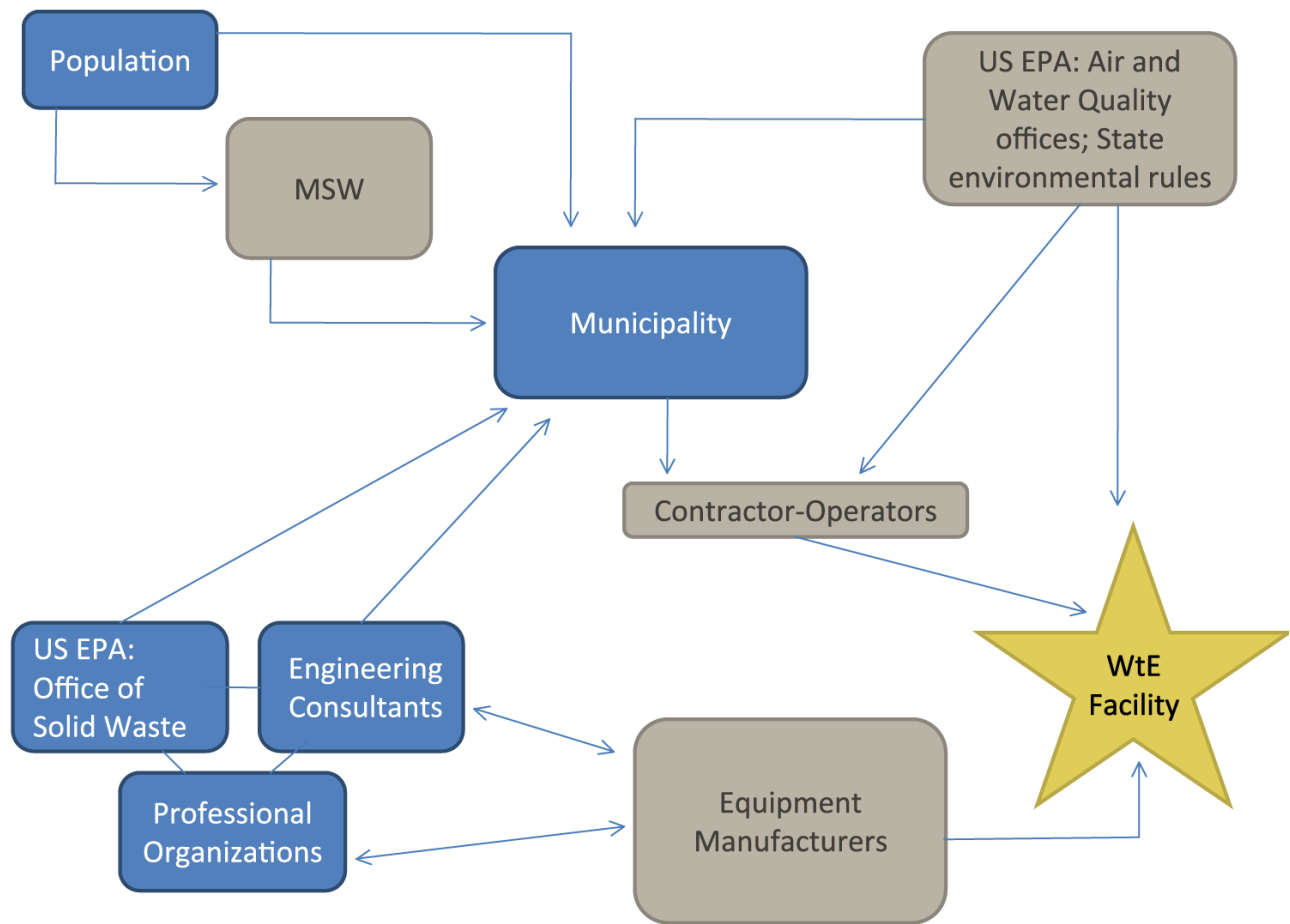 Population
US EPA: Air and
Water Quality
offices; State
environmental rules
MSW
Municipality
Contractor-Operators
US EPA:
Office of
Solid Waste
Engineering
Consultants
WtE
Facility
Professional
Organizations
Equipment
Manufacturers